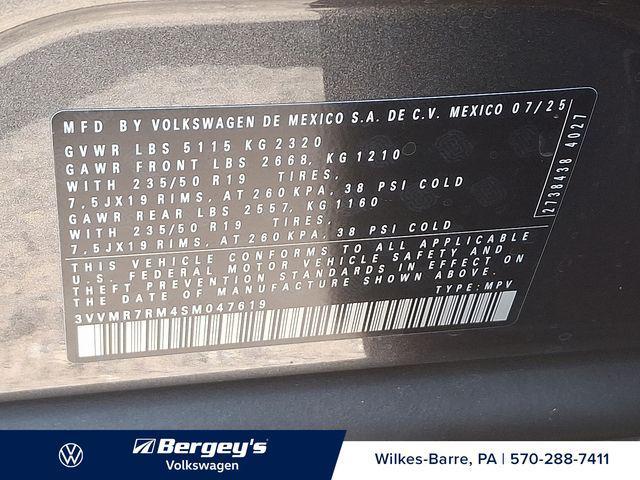 MFD BY VOLKSWAGEN DE MEXICO S.A. DE C.V. MEXICO 07/25
GVWR LBS 5115 KG 2320
GAWR FRONT LBS 2668, KG 1210
WITH 235/50 R19 TIRES,
7,5JX19 RIMS, AT 260 KPA, 38 PSI COLD
GAWR REAR LBS 2557, KG 1160
WITH 235/50 R19 TIRES,
7,5JX19 RIMS, AT 260 KPA, 38 PSI COLD
THIS VEHICLE CONFORMS TO ALL APPLICABLE
U.S. FEDERAL MOTOR VEHICLE SAFETY AND
THEFT PREVENTION STANDARDS IN EFFECT ON
THE DATE OF MANUFACTURE SHOWN ABOVE.
3VVMR7RM4SM047619 TYPE: MPV
2738438 4027
Bergey's
Volkswagen
Wilkes-Barre, PA | 570-288-7411